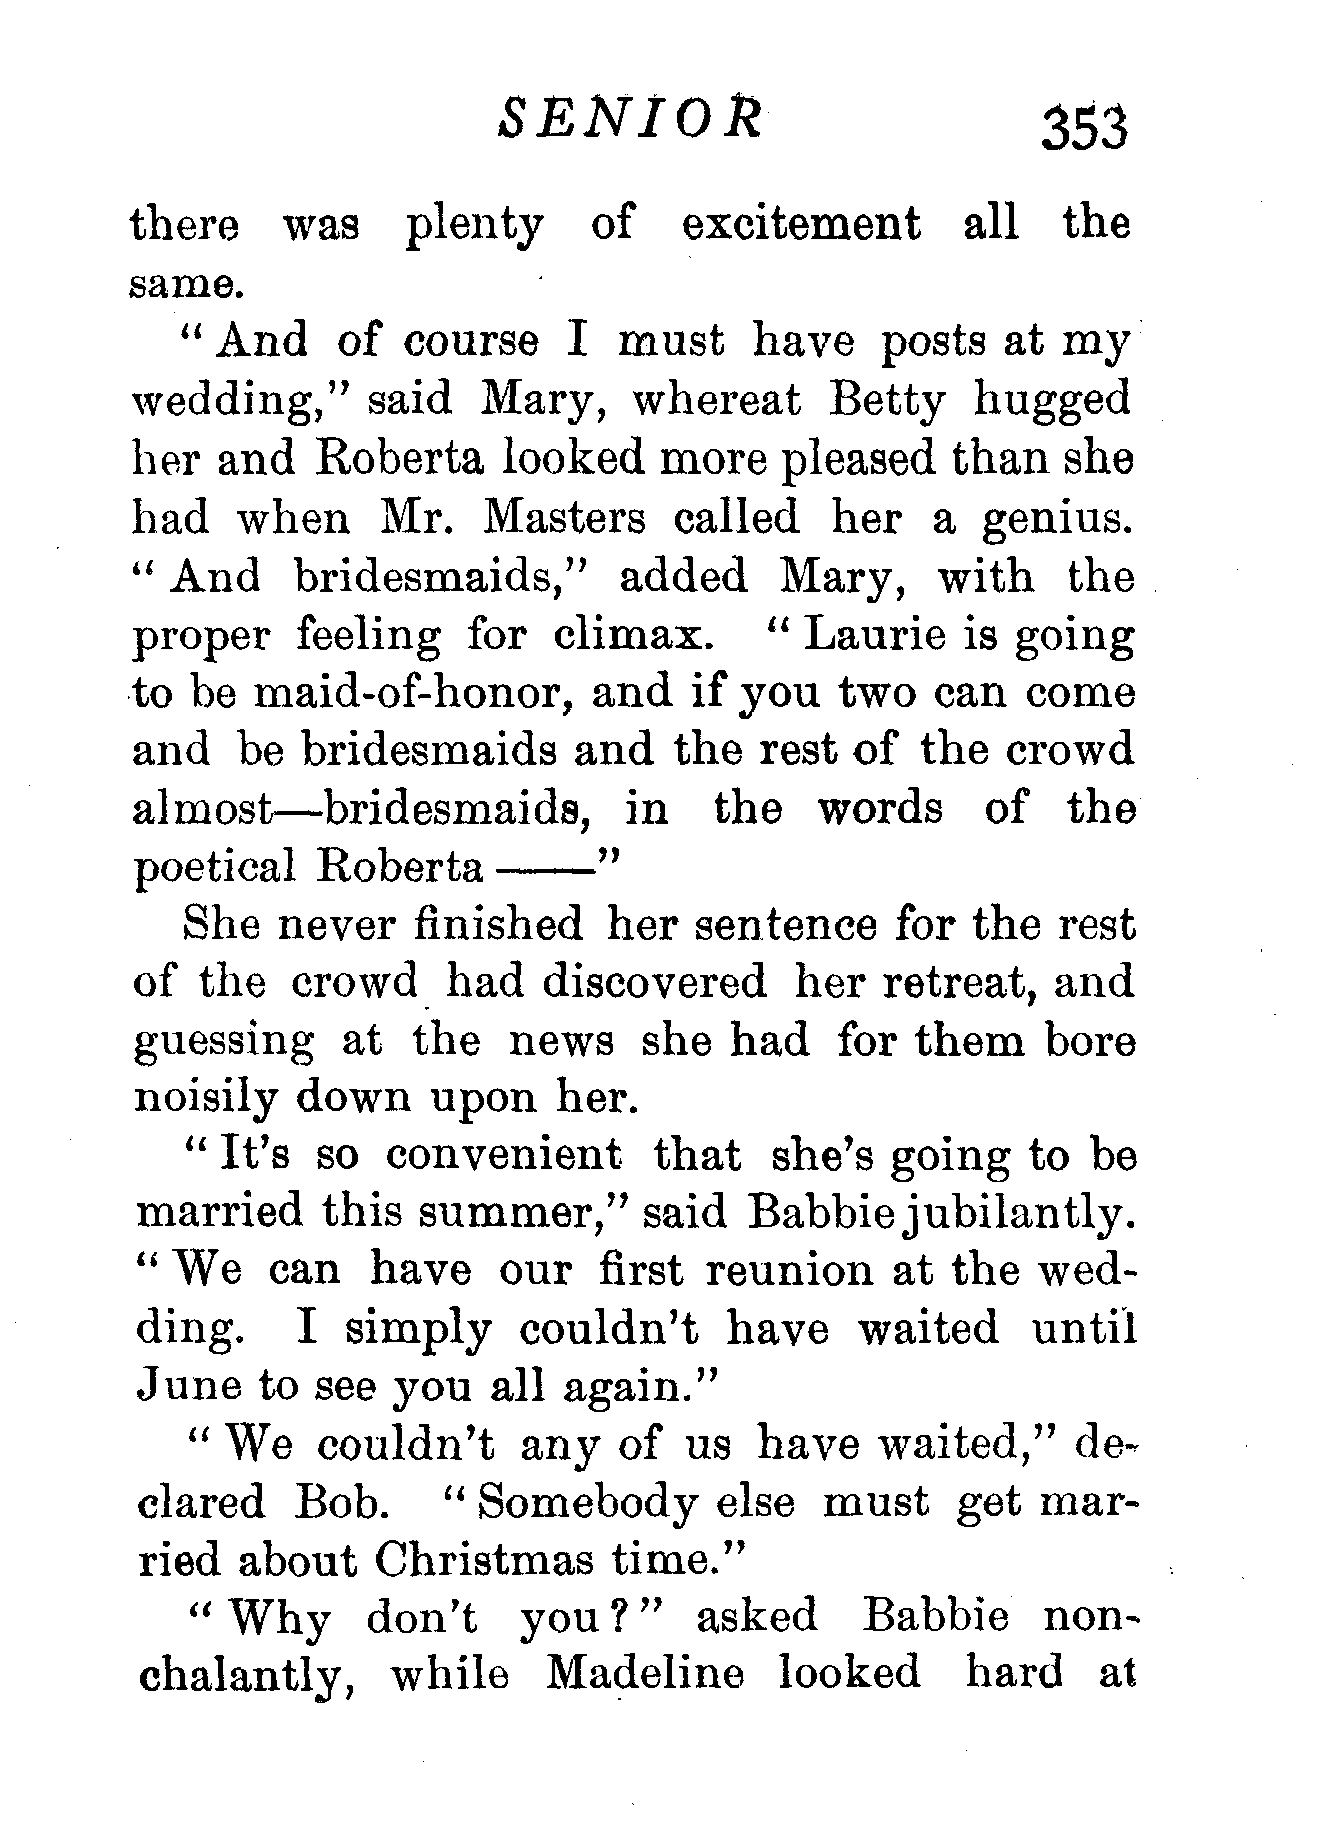 SENIOR 353
there was plenty of excitement all the
same.
“ And of course I must have posts at my
wedding,” said Mary, whereat Betty hugged
her and Roberta looked more pleased than she
had when Mr. Masters called her a genius.
“ And bridesmaids,” added Mary, with the
proper feeling for climax. “ Laurie is going
to be maid-of-honor, and if you two can come
and be bridesmaids and the rest of the crowd
almost—bridesmaids, in the words of the
poetical Roberta ——”
She never finished her sentence for the rest
of the crowd had discovered her retreat, and
guessing at the news she had for them bore
noisily down upon her.
“ It’s so convenient that she’s going to be
married this summer,” said Babbie jubilantly.
“ We can have our first reunion at the wed-
ding. I simply couldn’t have waited until
June to see you all again.”
“ We couldn’t any of us have waited,” de-
clared Bob. “ Somebody else must get mar-
ried about Christmas time.”
“ Why don’t you ? ” asked Babbie non-
chalantly, while Madeline looked hard at